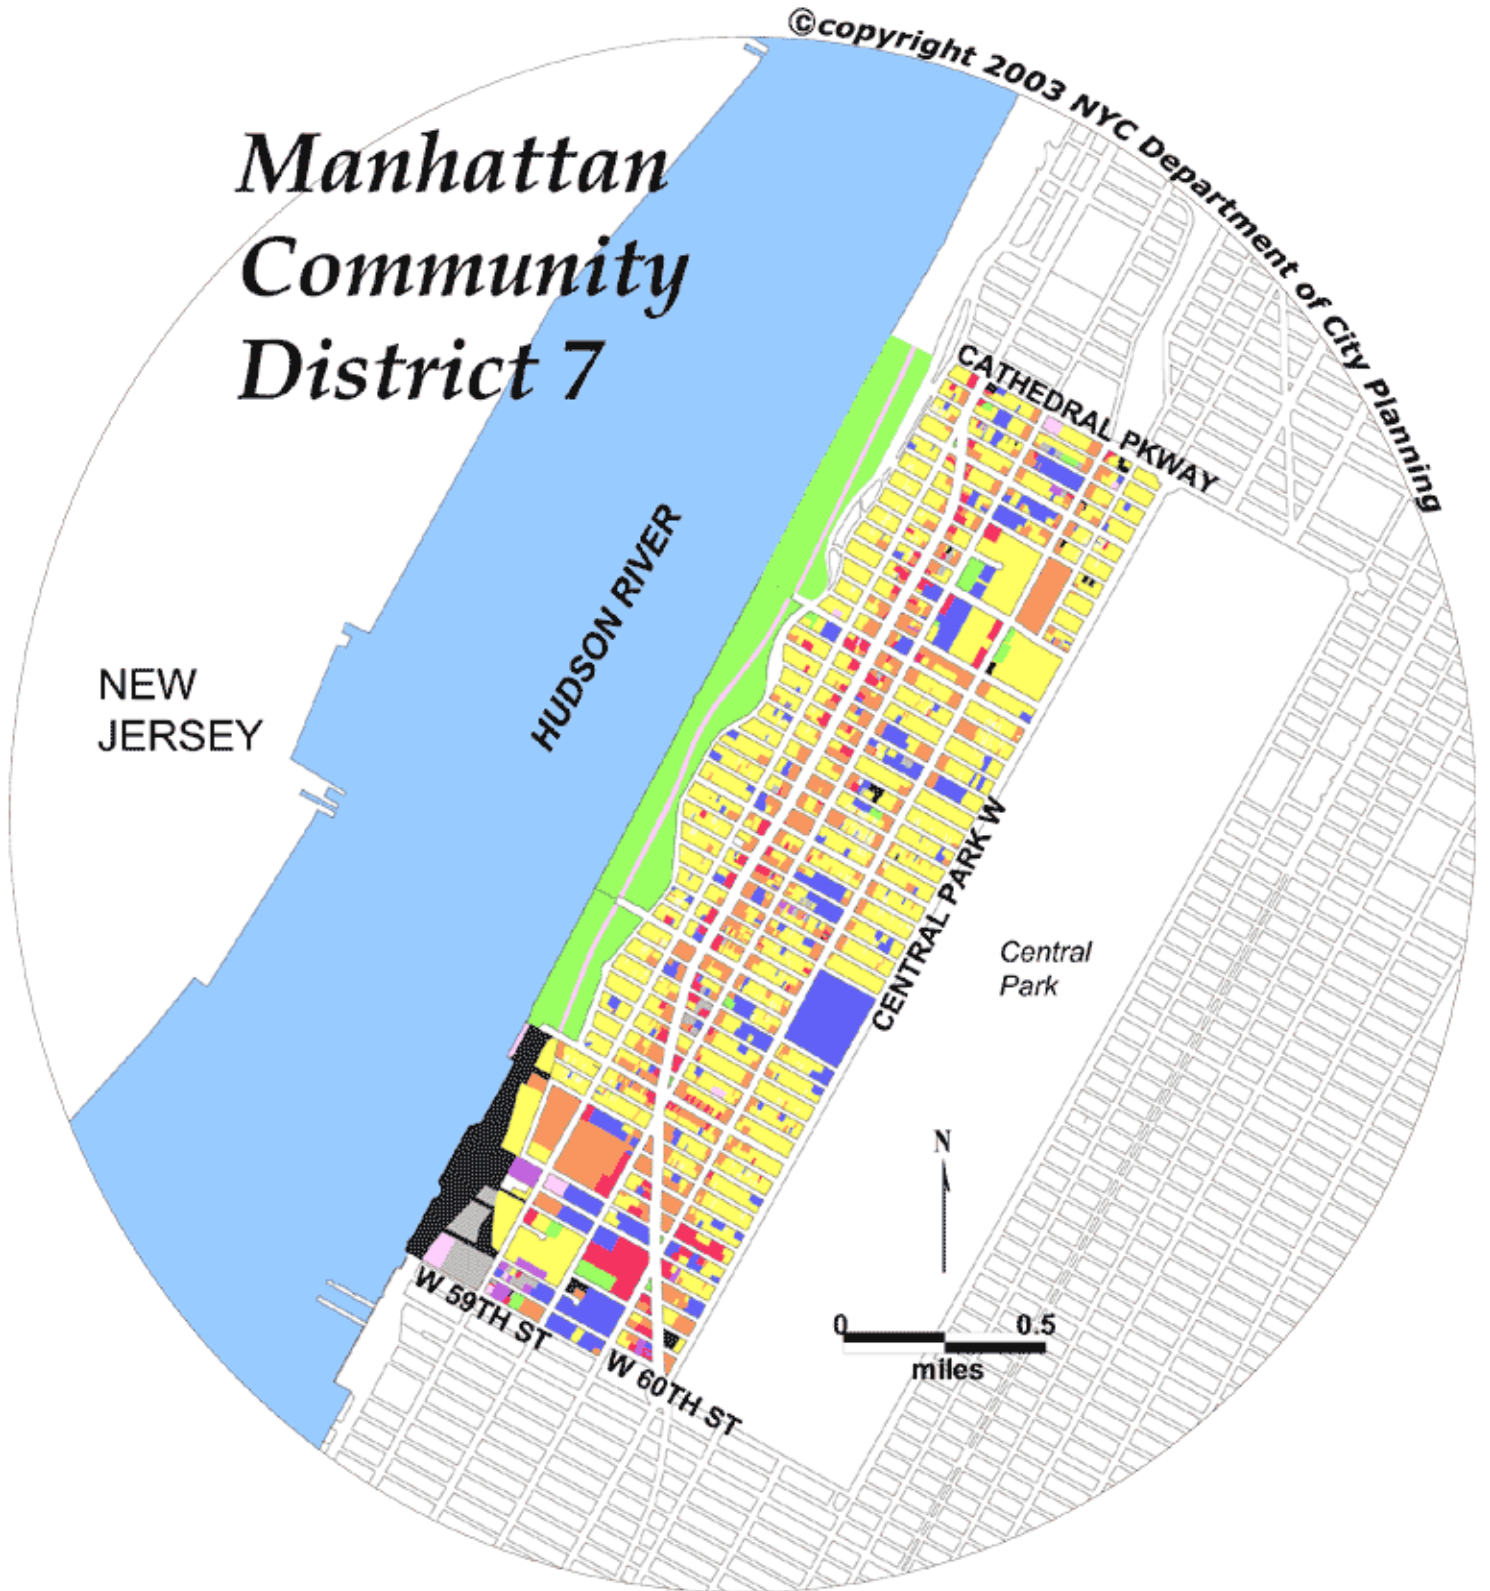 ©copyright 2003 NYC Department of City Planning
Manhattan
Community
District 7
CATHEDRAL PKWAY
HUDSON RIVER
NEW
JERSEY
CENTRAL PARK W
Central
Park
N
W 59TH ST
0 0.5
miles
W 60TH ST